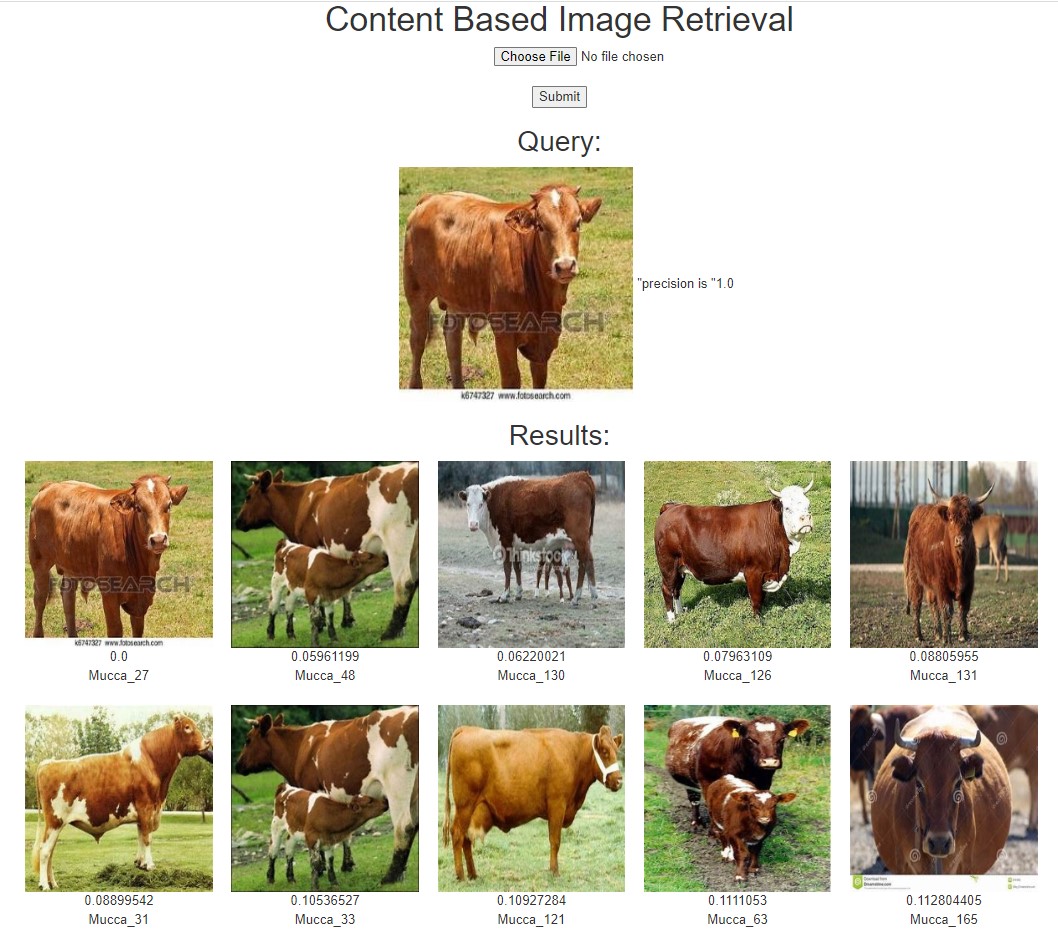 Content Based Image Retrieval
Choose File No file chosen
Submit
Query:
FOTOSEARCH
"precision is "1.0
k6747327 www.fotosearch.com
Results:
FOTOSEARCH
©Thinkstock
k6747327 www.fotosearch.com
0.0
0.05961199
0.06220021
0.07963109
0.08805955
Mucca_27
Mucca_48
Mucca_130
Mucca_126
Mucca_131
0.08899542
0.10536527
0.10927284
0.1111053
0.112804405
Mucca_31
Mucca_33
Mucca_121
Mucca_63
Mucca_165